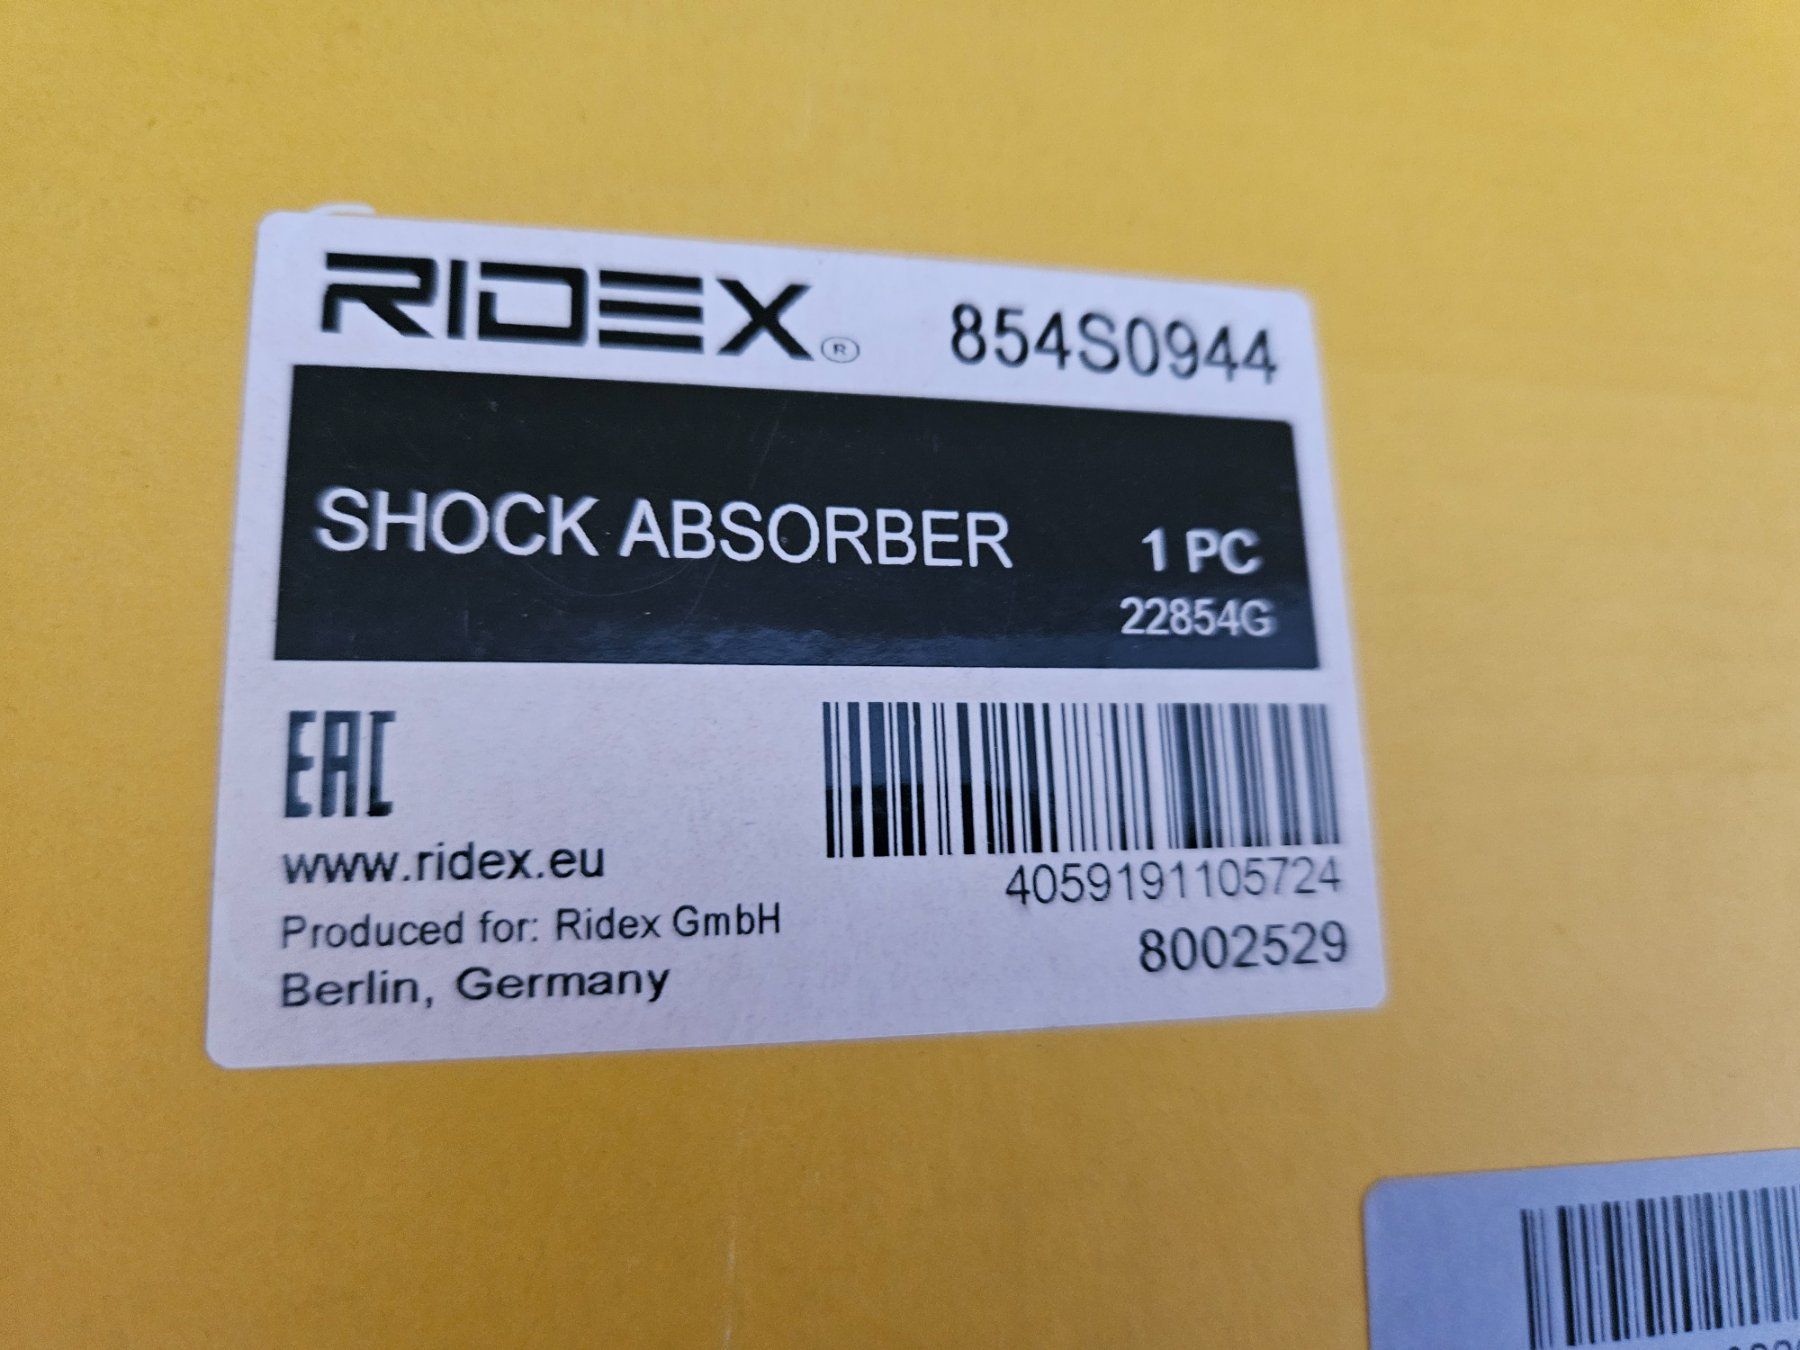 RIDEX® 854S0944
SHOCK ABSORBER 1 PC
22854G
EAC
www.ridex.eu
4059191105724
Produced for: Ridex GmbH
8002529
Berlin, Germany